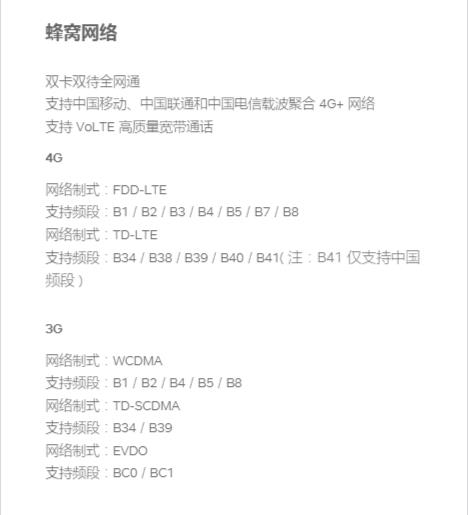 蜂窝网络
双卡双待全网通
支持中国移动、中国联通和中国电信载波聚合 4G+ 网络
支持 VoLTE 高质量宽带通话
4G
网络制式：FDD-LTE
支持频段：B1 / B2 / B3 / B4 / B5 / B7 / B8
网络制式：TD-LTE
支持频段：B34 / B38 / B39 / B40 / B41( 注：B41 仅支持中国
频段 )
3G
网络制式：WCDMA
支持频段：B1 / B2 / B4 / B5 / B8
网络制式：TD-SCDMA
支持频段：B34 / B39
网络制式：EVDO
支持频段：BC0 / BC1